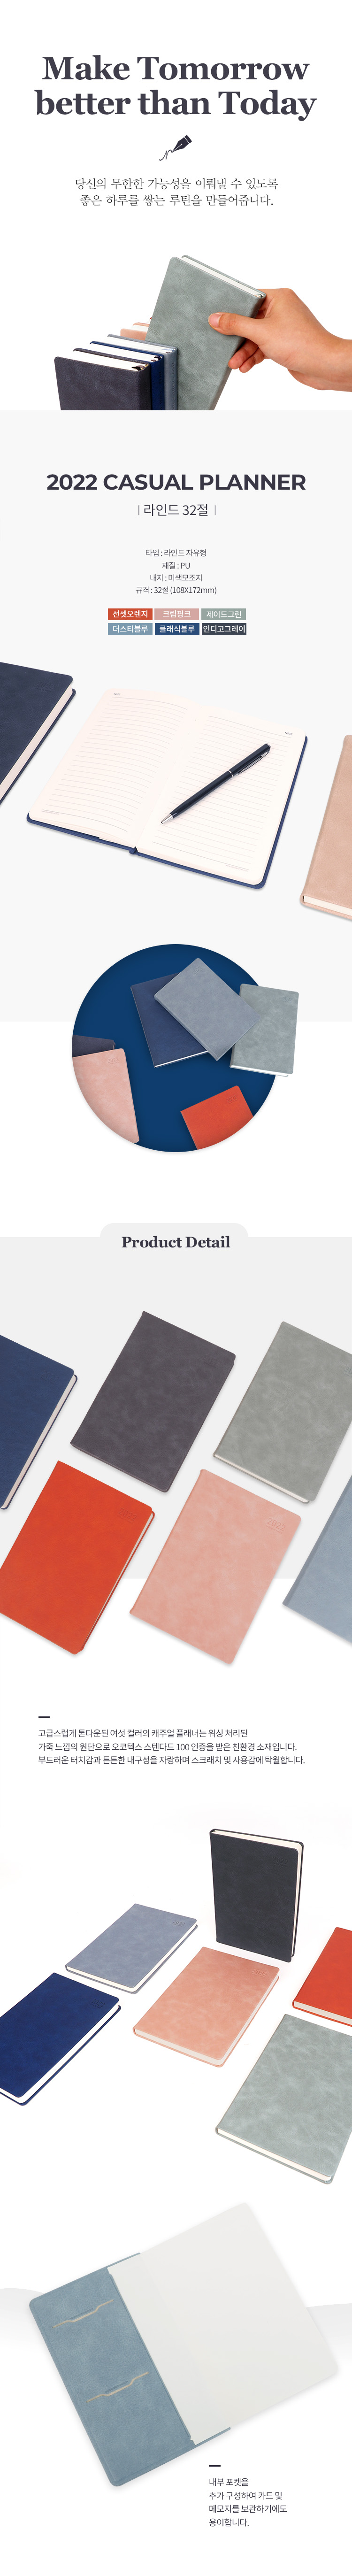 Make Tomorrow
better than Today
당신의 무한한 가능성을 이뤄낼 수 있도록
좋은 하루를 쌓는 루틴을 만들어줍니다.
2022 CASUAL PLANNER
| 라인드 32절 |
타입 : 라인드 자유형
재질 : PU
내지 : 미색모조지
규격 : 32절 (108X172mm)
선셋오렌지 크림핑크 제이드그린
더스티블루 클래식블루 인디고그레이
Product Detail
고급스럽게 톤다운된 여섯 컬러의 캐주얼 플래너는 워싱 처리된
가죽 느낌의 원단으로 오코텍스 스텐다드 100 인증을 받은 친환경 소재입니다.
부드러운 터치감과 튼튼한 내구성을 자랑하며 스크래치 및 사용감에 탁월합니다.
내부 포켓을
추가 구성하여 카드 및
메모지를 보관하기에도
용이합니다.